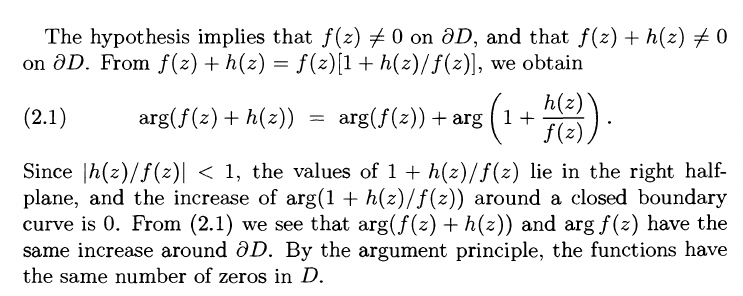 The hypothesis implies that f(z) ≠ 0 on ∂D, and that f(z) + h(z) ≠ 0
on ∂D. From f(z) + h(z) = f(z)[1 + h(z)/f(z)], we obtain
(2.1) arg(f(z) + h(z)) = arg(f(z)) + arg (1 + h(z)/f(z)).
Since |h(z)/f(z)| < 1, the values of 1 + h(z)/f(z) lie in the right half-
plane, and the increase of arg(1 + h(z)/f(z)) around a closed boundary
curve is 0. From (2.1) we see that arg(f(z) + h(z)) and arg f(z) have the
same increase around ∂D. By the argument principle, the functions have
the same number of zeros in D.